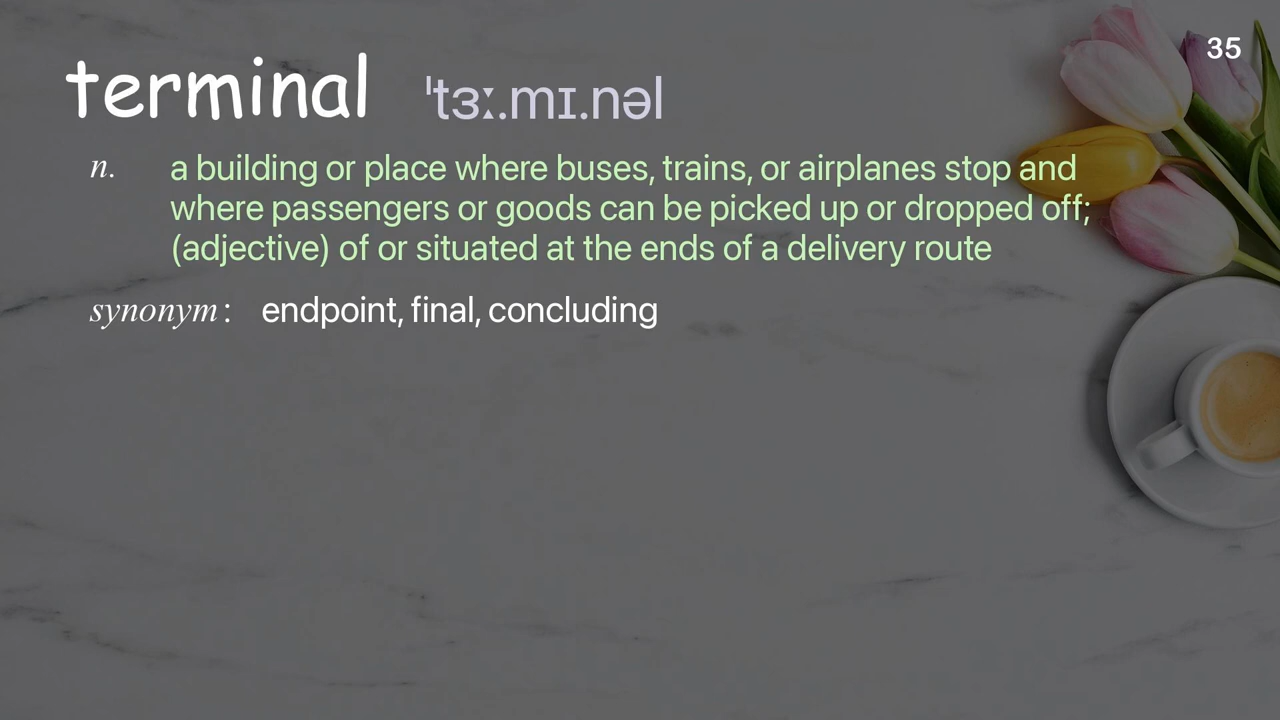 35
terminal ˈtɜː.mɪ.nəl
n. a building or place where buses, trains, or airplanes stop and
where passengers or goods can be picked up or dropped off;
(adjective) of or situated at the ends of a delivery route
synonym: endpoint, final, concluding